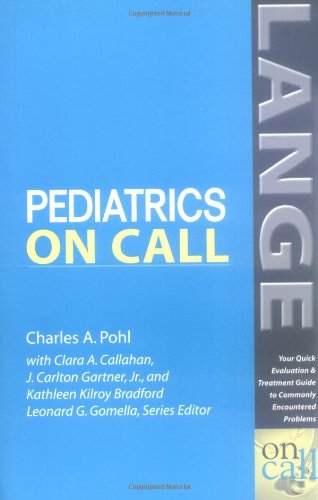 LANGE
PEDIATRICS
ON CALL
Charles A. Pohl
with Clara A. Callahan,
J. Carlton Gartner, Jr., and
Kathleen Kilroy Bradford
Leonard G. Gomella, Series Editor
Your Quick
Evaluation &
Treatment Guide
to Commonly
Encountered
Problems
on
call